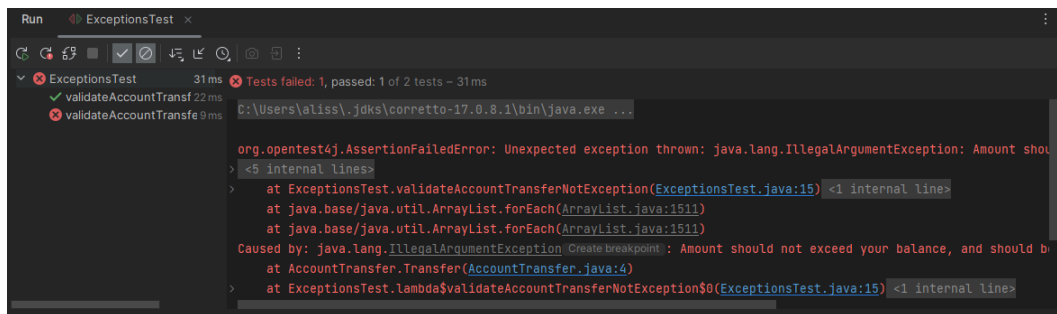 Run ExceptionsTest ×
ExceptionsTest 31 ms
validateAccountTransf 22 ms
validateAccountTransfe 9 ms
Tests failed: 1, passed: 1 of 2 tests – 31 ms
C:\Users\aliss\.jdks\corretto-17.0.8.1\bin\java.exe ...
org.opentest4j.AssertionFailedError: Unexpected exception thrown: java.lang.IllegalArgumentException: Amount shou
> <5 internal lines>
> at ExceptionsTest.validateAccountTransferNotException(ExceptionsTest.java:15) <1 internal line>
at java.base/java.util.ArrayList.forEach(ArrayList.java:1511)
at java.base/java.util.ArrayList.forEach(ArrayList.java:1511)
Caused by: java.lang.IllegalArgumentException Create breakpoint : Amount should not exceed your balance, and should b
at AccountTransfer.Transfer(AccountTransfer.java:4)
> at ExceptionsTest.lambda$validateAccountTransferNotException$0(ExceptionsTest.java:15) <1 internal line>